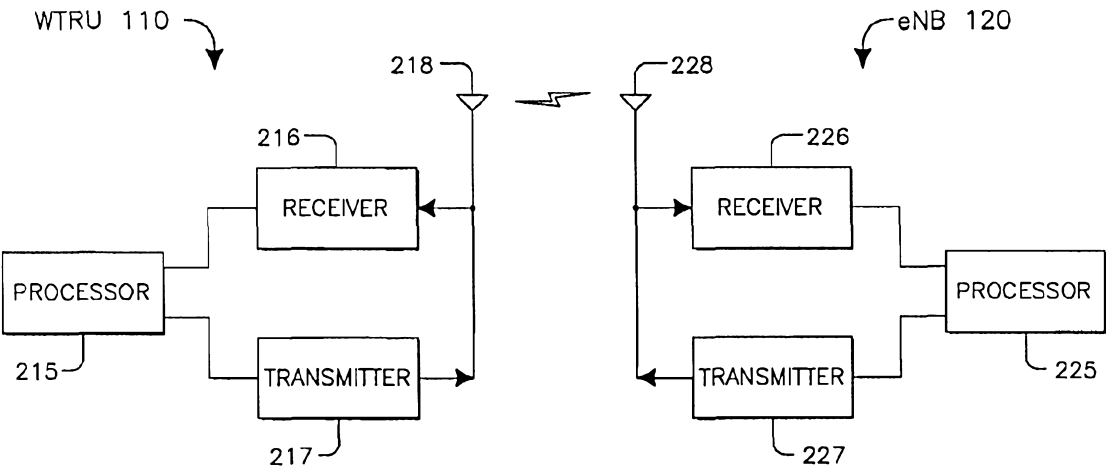 WTRU 110
eNB 120
218
228
216
226
RECEIVER
RECEIVER
PROCESSOR
PROCESSOR
215
TRANSMITTER
TRANSMITTER
225
217
227